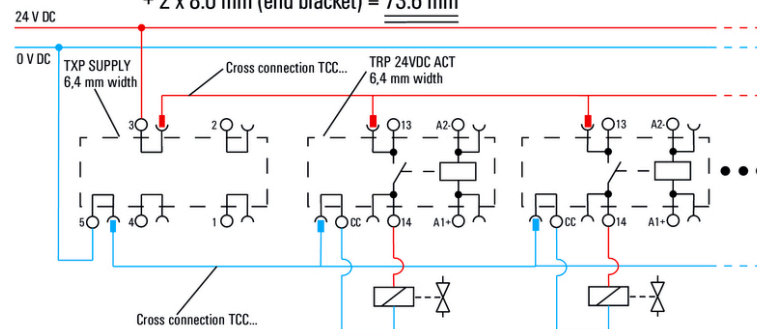 + 2 x 8.0 mm (end bracket) = 73.6 mm
24 V DC
0 V DC
TXP SUPPLY
6,4 mm width
Cross connection TCC...
TRP 24VDC ACT
6,4 mm width
3
2
13
A2-
13
A2-
5
4
1
CC
14
A1+
CC
14
A1+
Cross connection TCC...